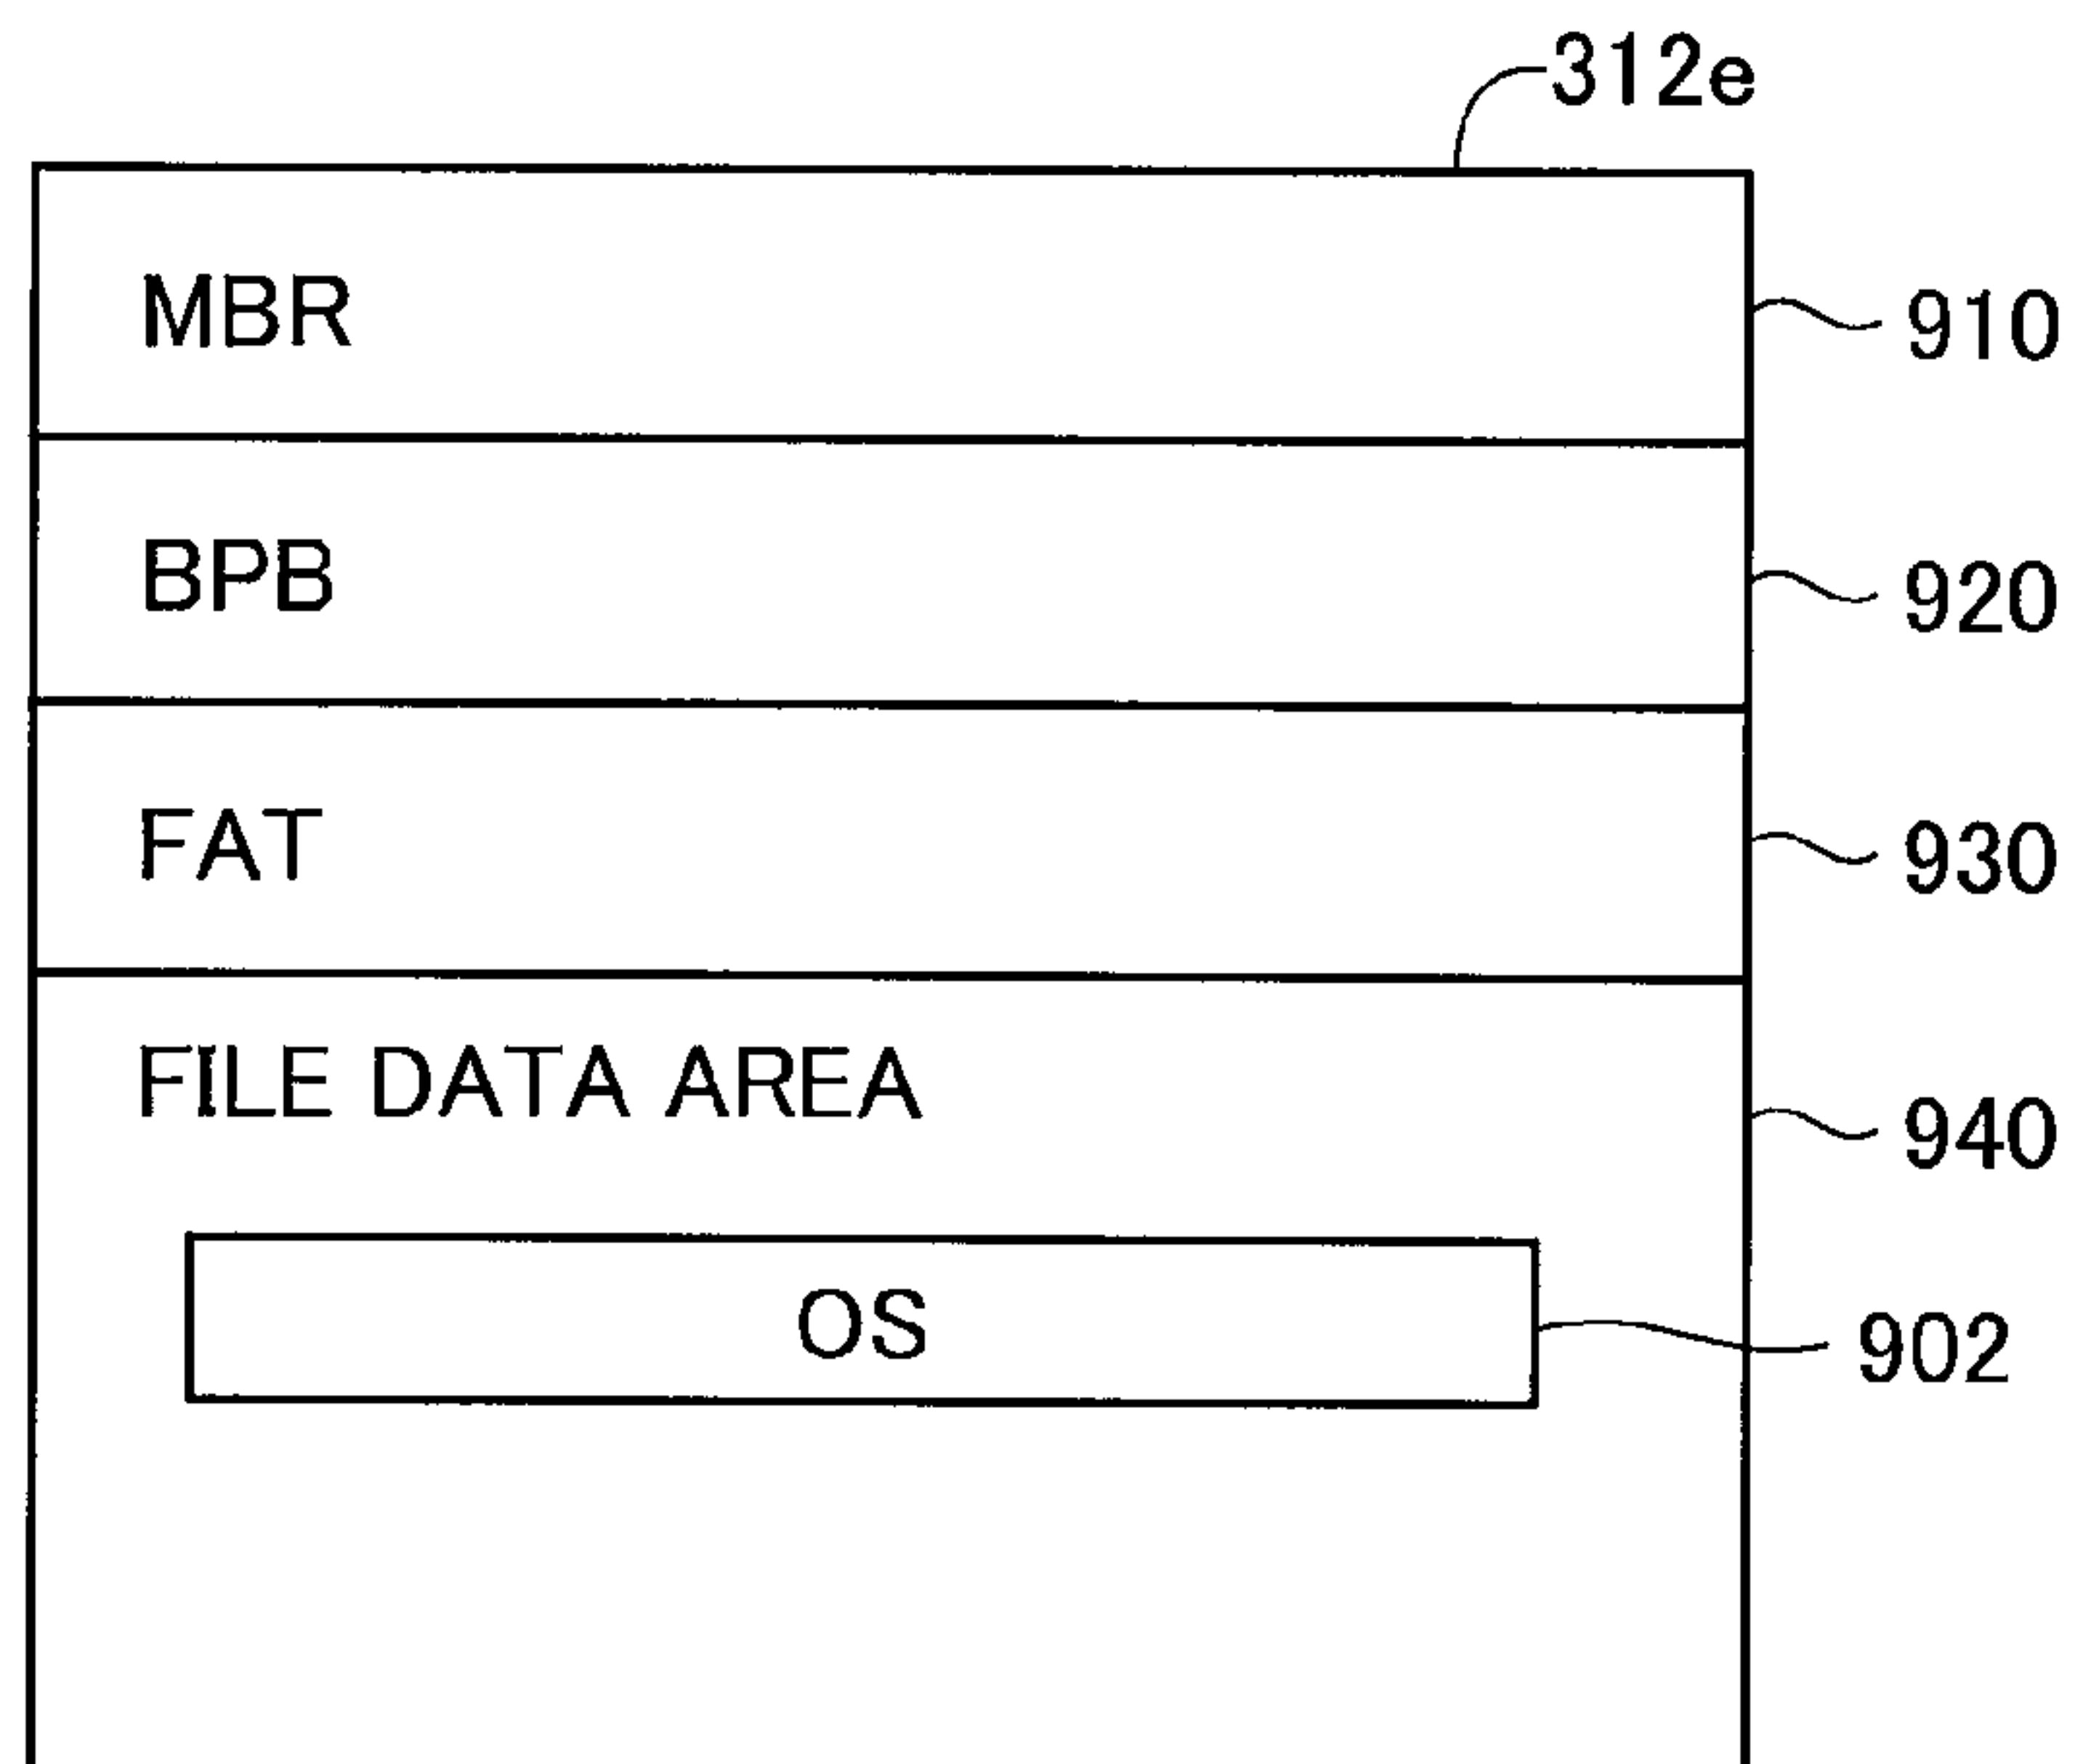 312e
MBR
910
BPB
920
FAT
930
FILE DATA AREA
940
OS
902